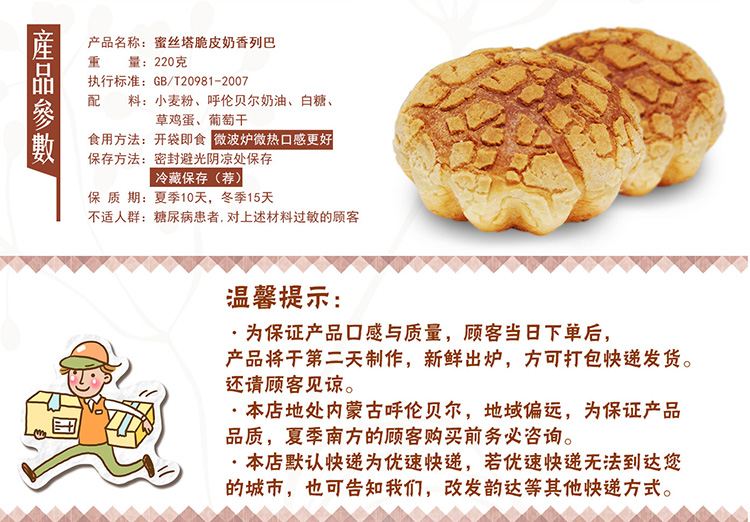 産品參數
产品名称：蜜丝塔脆皮奶香列巴
重　　量：220克
执行标准：GB/T20981-2007
配　　料：小麦粉、呼伦贝尔奶油、白糖、
草鸡蛋、葡萄干
食用方法：开袋即食 微波炉微热口感更好
保存方法：密封避光阴凉处保存
冷藏保存（荐）
保 质 期：夏季10天，冬季15天
不适人群：糖尿病患者,对上述材料过敏的顾客
温馨提示：
·为保证产品口感与质量，顾客当日下单后，
产品将于第二天制作，新鲜出炉，方可打包快递发货。
还请顾客见谅。
·本店地处内蒙古呼伦贝尔，地域偏远，为保证产品
品质，夏季南方的顾客购买前务必咨询。
·本店默认快递为优速快递，若优速快递无法到达您
的城市，也可告知我们，改发韵达等其他快递方式。